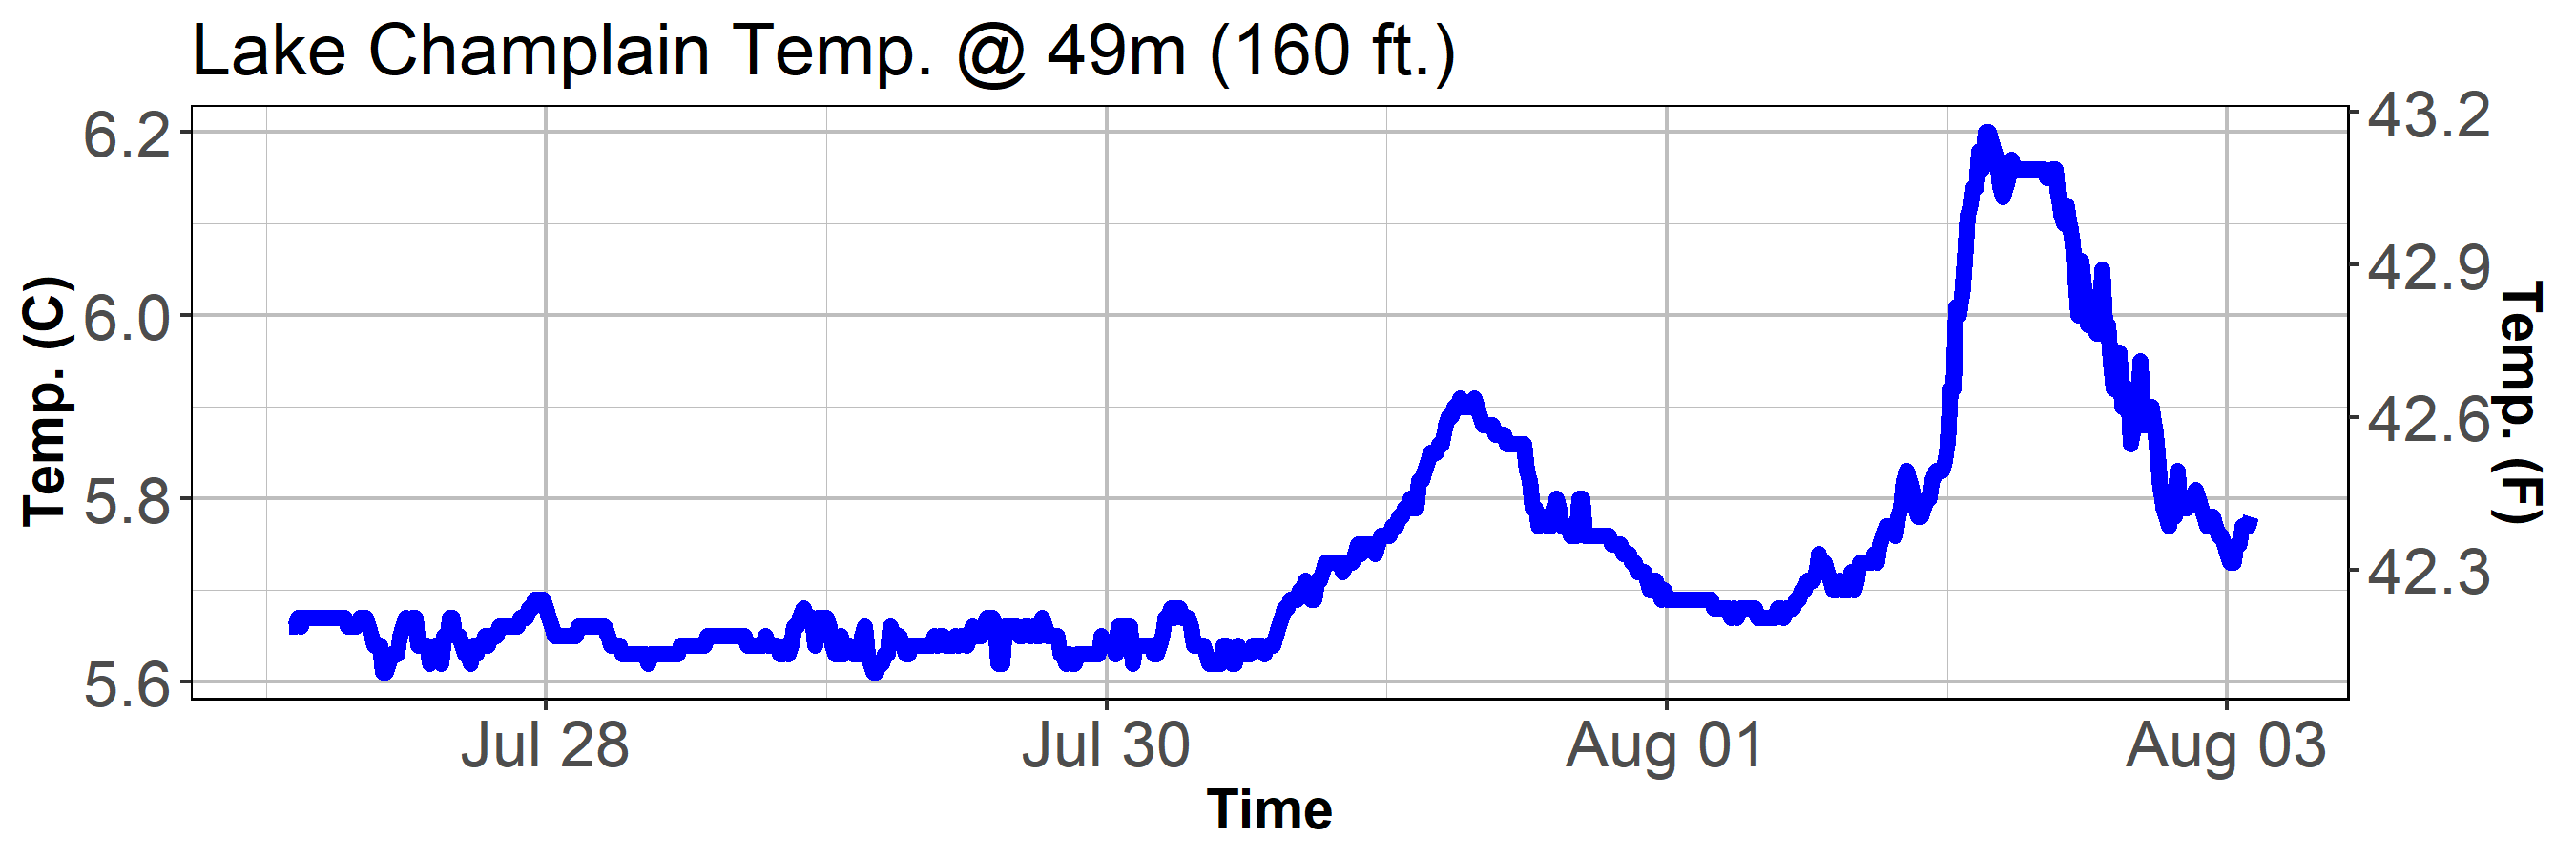 Lake Champlain Temp. @ 49m (160 ft.)
Temp. (C)
6.2
6.0
5.8
5.6
43.2
42.9
42.6
42.3
Temp. (F)
Jul 28
Jul 30
Aug 01
Aug 03
Time